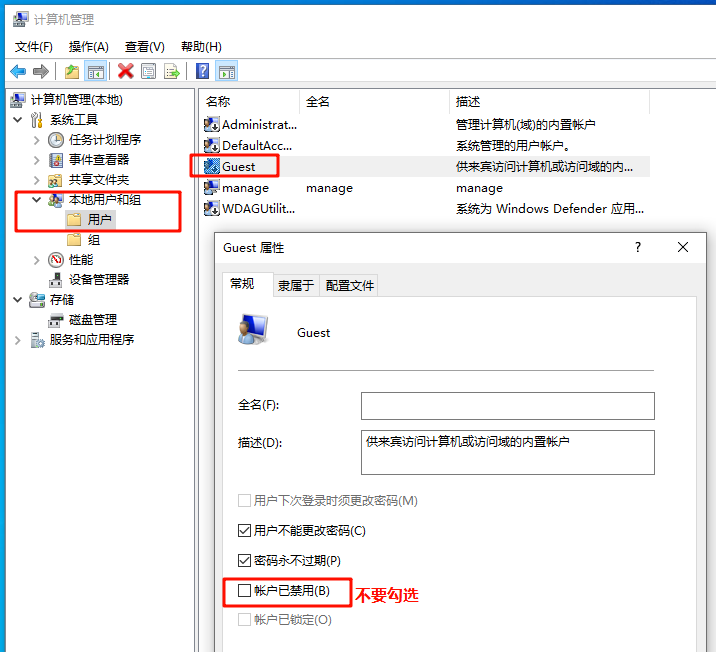 计算机管理
文件(F) 操作(A) 查看(V) 帮助(H)
计算机管理(本地)
系统工具
任务计划程序
事件查看器
共享文件夹
本地用户和组
用户
组
性能
设备管理器
存储
磁盘管理
服务和应用程序
名称 全名 描述
Administrat... 管理计算机(域)的内置帐户
DefaultAcc... 系统管理的用户帐户。
Guest 供来宾访问计算机或访问域的内...
manage manage manage
WDAGUtilit... 系统为 Windows Defender 应用...
Guest 属性
常规 隶属于 配置文件
Guest
全名(F):
描述(D): 供来宾访问计算机或访问域的内置帐户
用户下次登录时须更改密码(M)
用户不能更改密码(C)
密码永不过期(P)
帐户已禁用(B) 不要勾选
帐户已锁定(O)